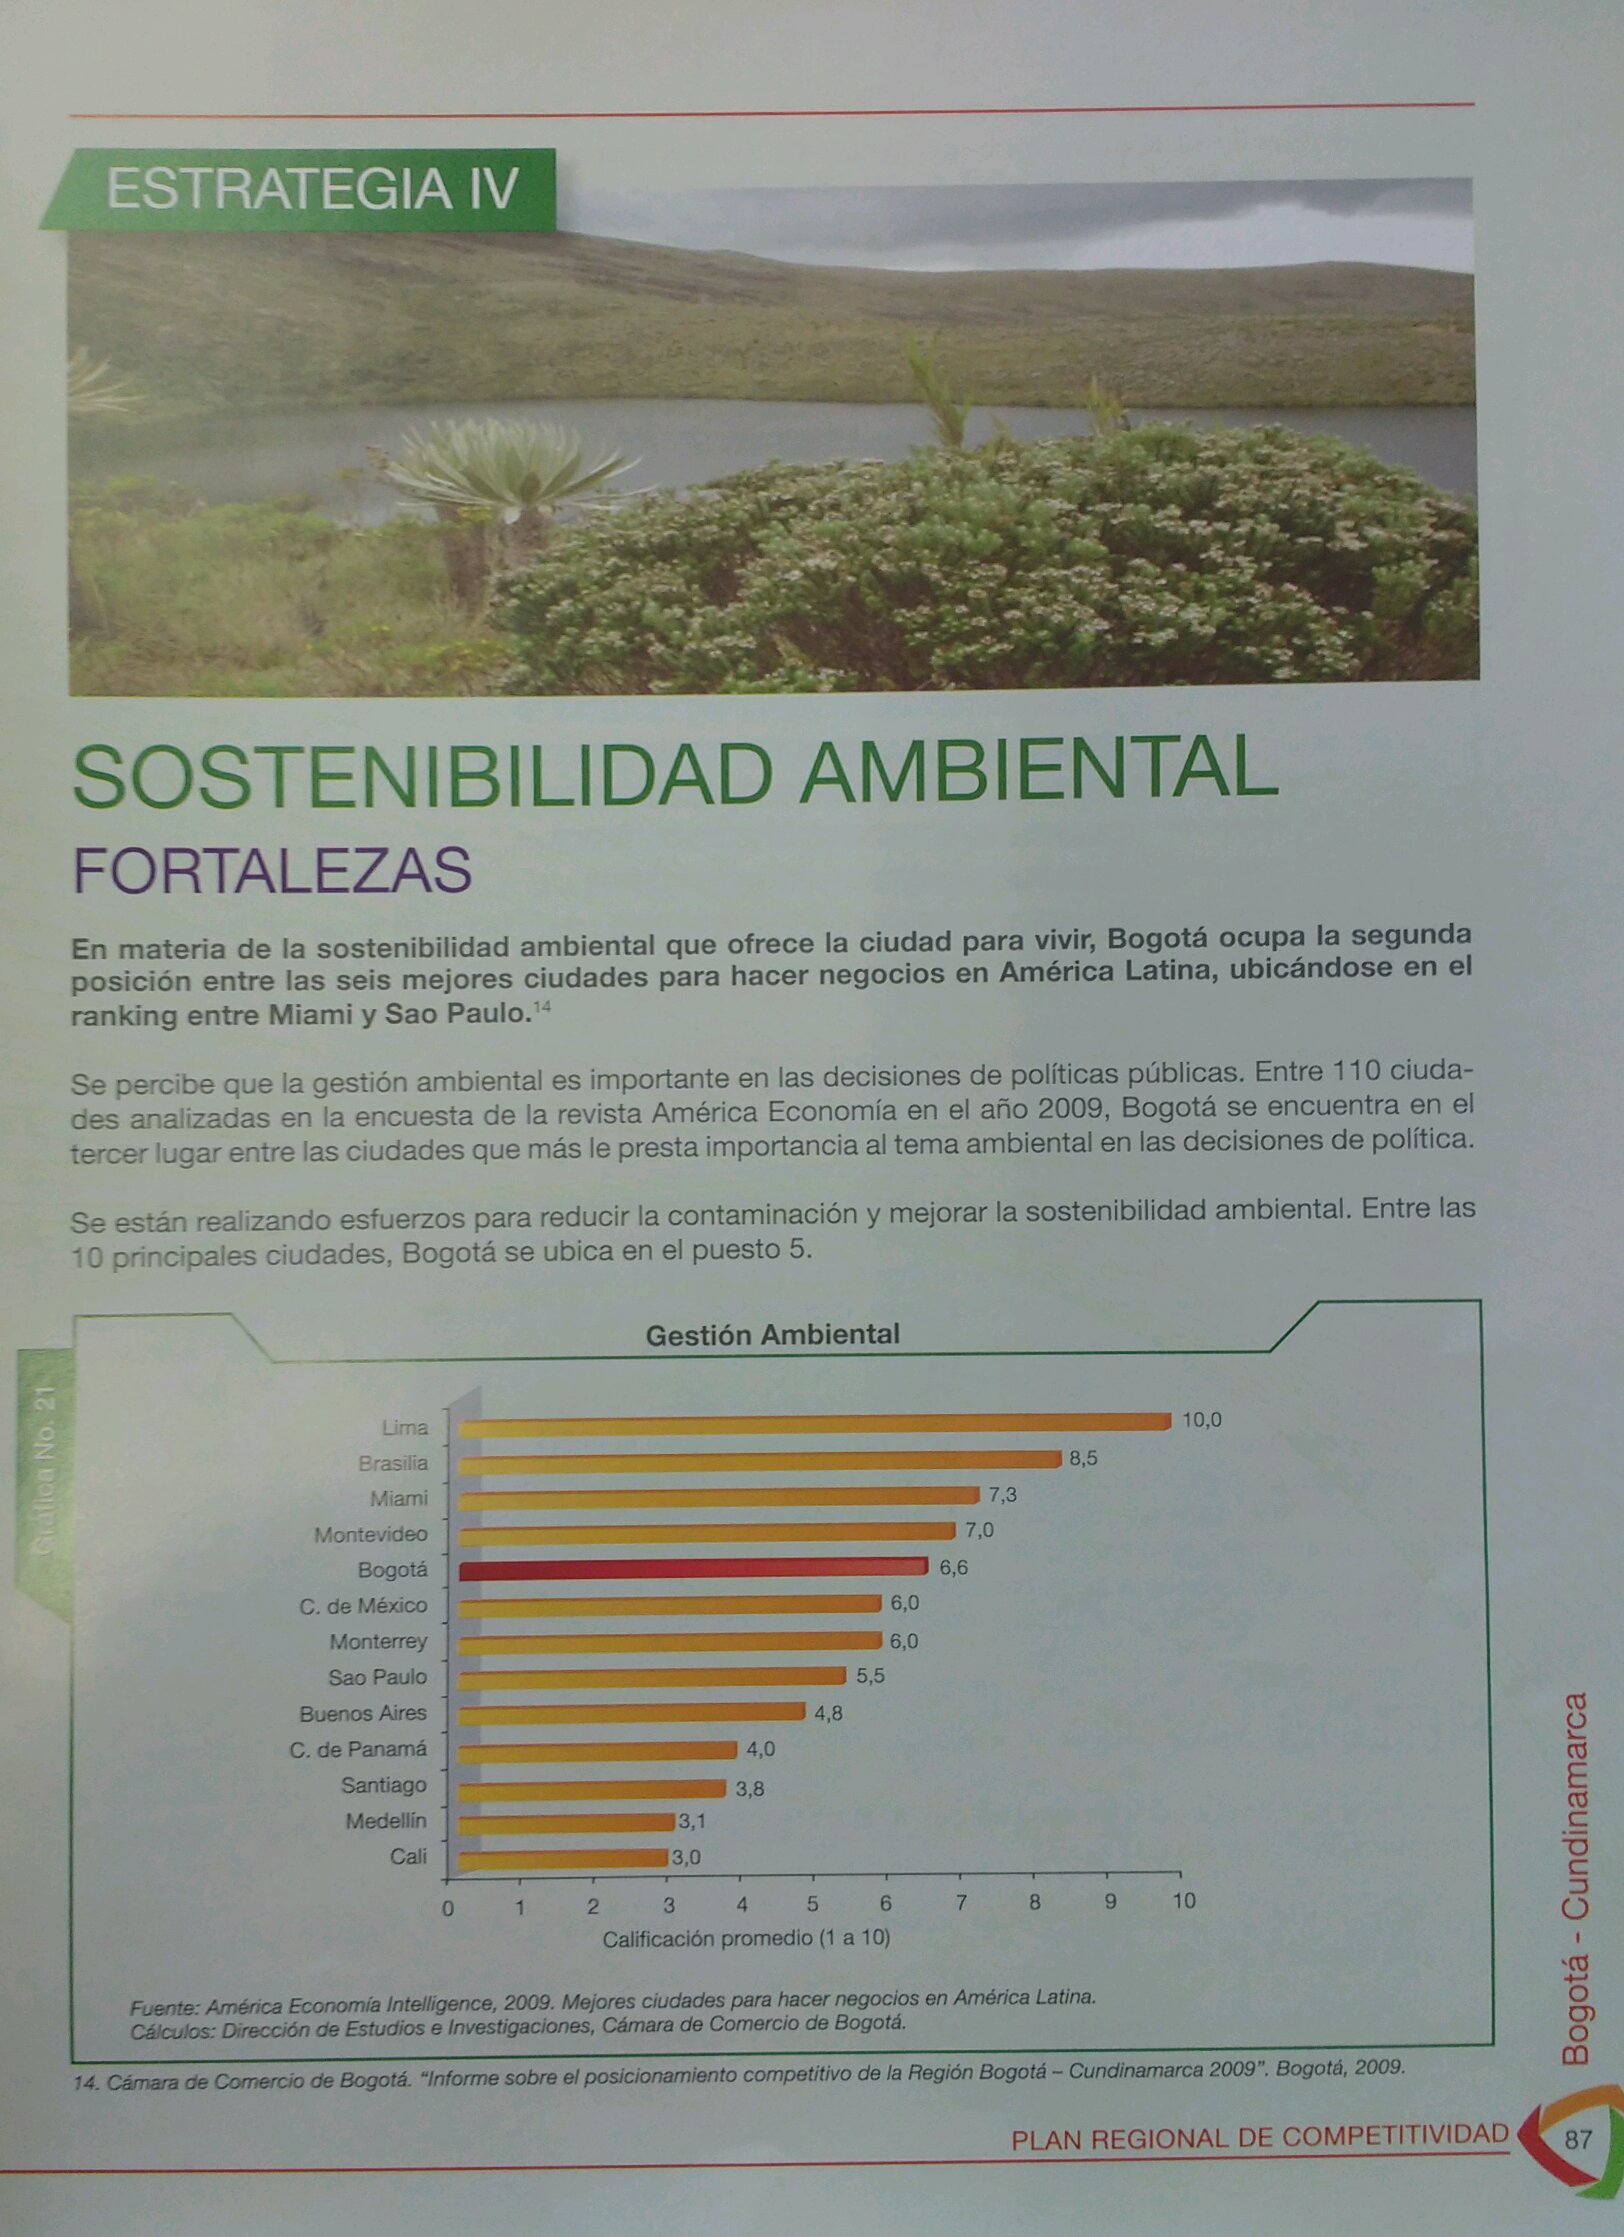 ESTRATEGIA IV
SOSTENIBILIDAD AMBIENTAL
FORTALEZAS
En materia de la sostenibilidad ambiental que ofrece la ciudad para vivir, Bogotá ocupa la segunda
posición entre las seis mejores ciudades para hacer negocios en América Latina, ubicándose en el
ranking entre Miami y Sao Paulo.14
Se percibe que la gestión ambiental es importante en las decisiones de políticas públicas. Entre 110 ciuda-
des analizadas en la encuesta de la revista América Economía en el año 2009, Bogotá se encuentra en el
tercer lugar entre las ciudades que más le presta importancia al tema ambiental en las decisiones de política.
Se están realizando esfuerzos para reducir la contaminación y mejorar la sostenibilidad ambiental. Entre las
10 principales ciudades, Bogotá se ubica en el puesto 5.
Gráfica No. 21
Gestión Ambiental
Lima 10,0
Brasilia 8,5
Miami 7,3
Montevideo 7,0
Bogotá 6,6
C. de México 6,0
Monterrey 6,0
Sao Paulo 5,5
Buenos Aires 4,8
C. de Panamá 4,0
Santiago 3,8
Medellín 3,1
Cali 3,0
0 1 2 3 4 5 6 7 8 9 10
Calificación promedio (1 a 10)
Fuente: América Economía Intelligence, 2009. Mejores ciudades para hacer negocios en América Latina.
Cálculos: Dirección de Estudios e Investigaciones, Cámara de Comercio de Bogotá.
14. Cámara de Comercio de Bogotá. “Informe sobre el posicionamiento competitivo de la Región Bogotá – Cundinamarca 2009”. Bogotá, 2009.
Bogotá - Cundinamarca
PLAN REGIONAL DE COMPETITIVIDAD 87